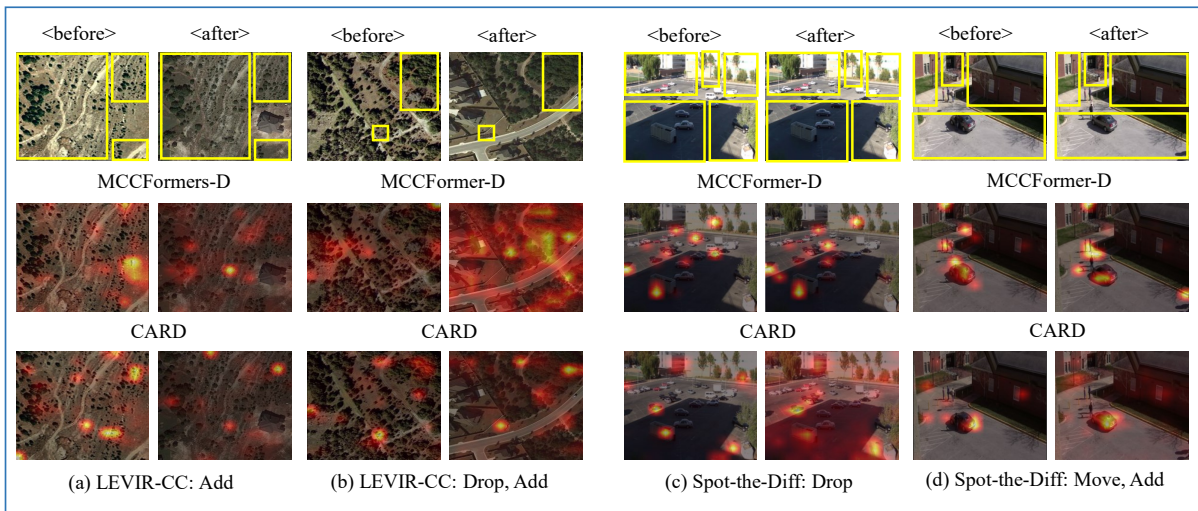 <before> <after> <before> <after> <before> <after> <before> <after>
MCCFormers-D MCCFormer-D MCCFormer-D MCCFormer-D
CARD CARD CARD CARD
(a) LEVIR-CC: Add (b) LEVIR-CC: Drop, Add (c) Spot-the-Diff: Drop (d) Spot-the-Diff: Move, Add